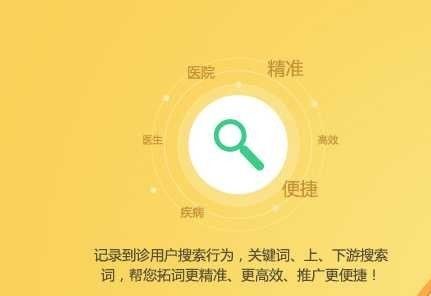 医院
精准
医生
高效
便捷
疾病
记录到诊用户搜索行为，关键词、上、下游搜索
词，帮您拓词更精准、更高效、推广更便捷！